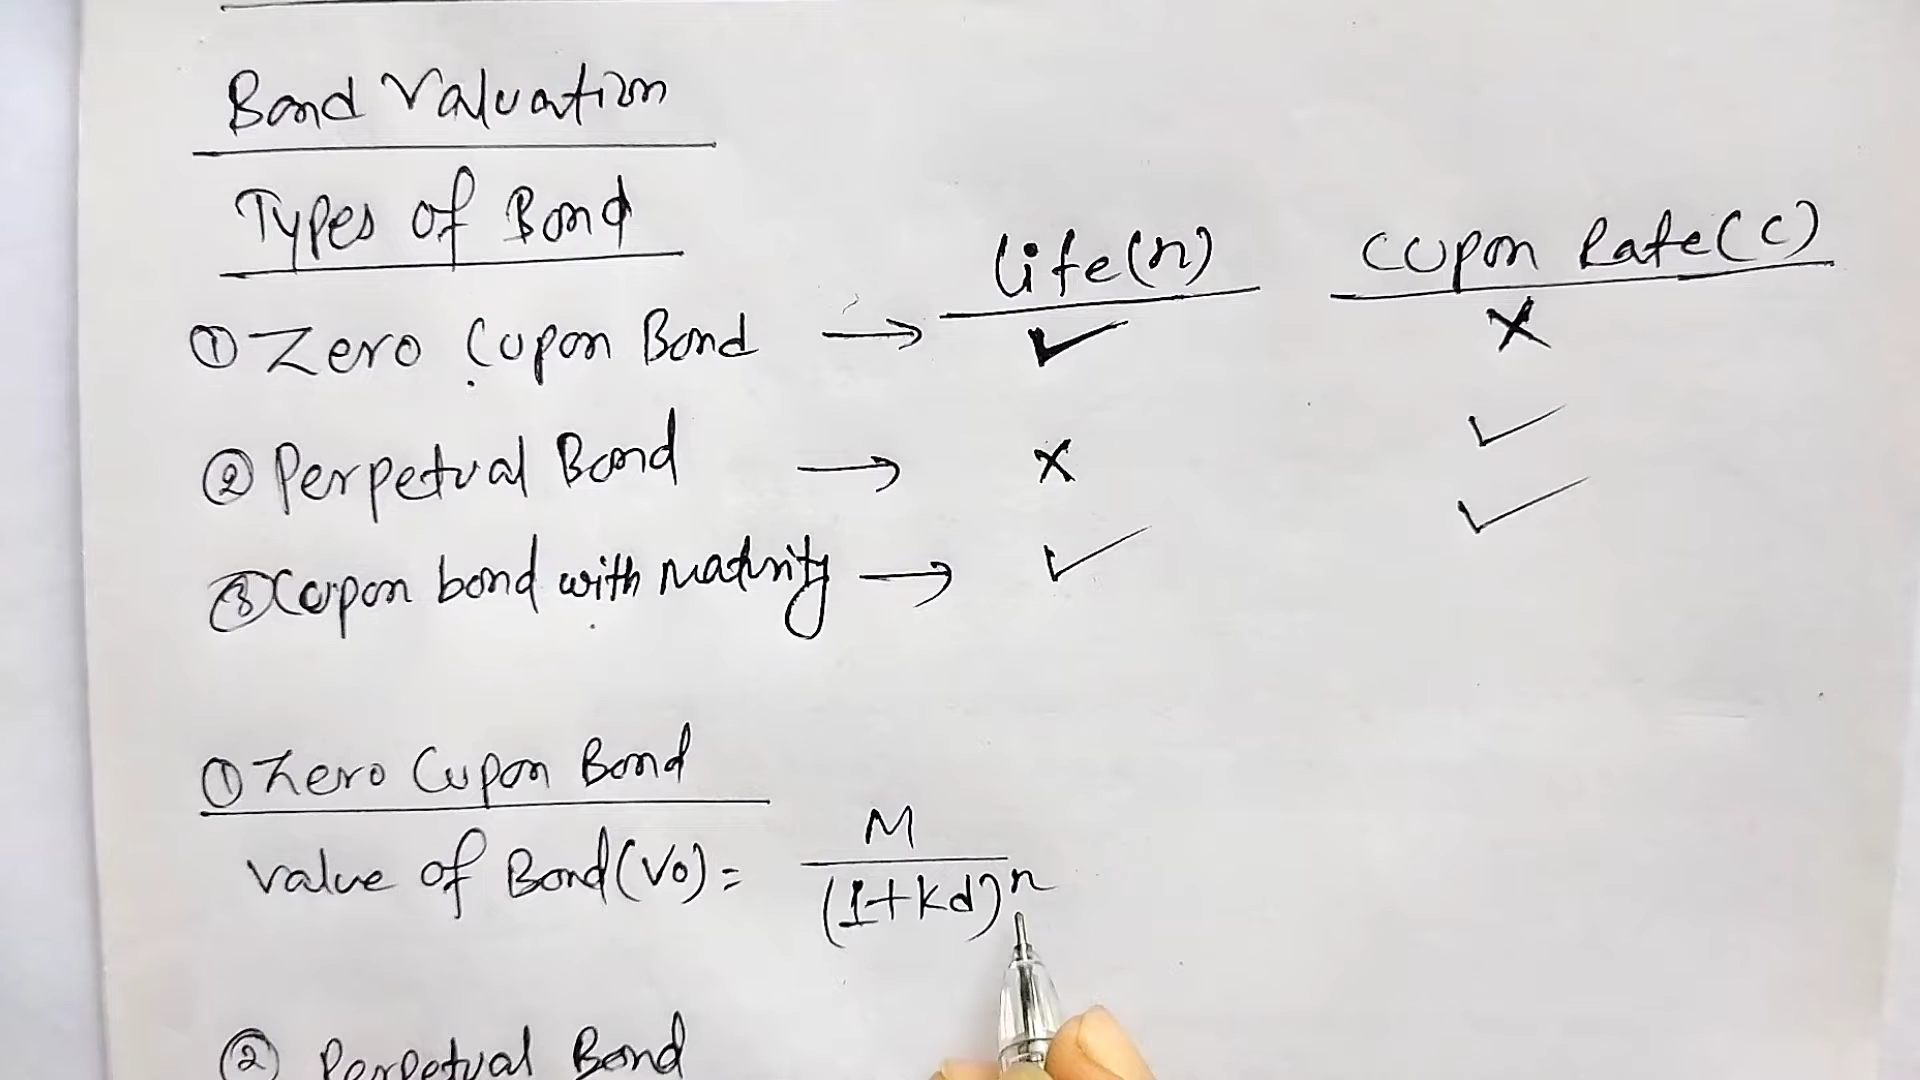 Bond Valuation
Types of Bond life(n) Cupon Rate(c)
① Zero Cupon Bond → ✓ ✗
② Perpetual Bond → ✗ ✓
③ Cupon bond with maturity → ✓ ✓
① Zero Cupon Bond
Value of Bond(V0) = M / (1+kd)^n
② Perpetual Bond